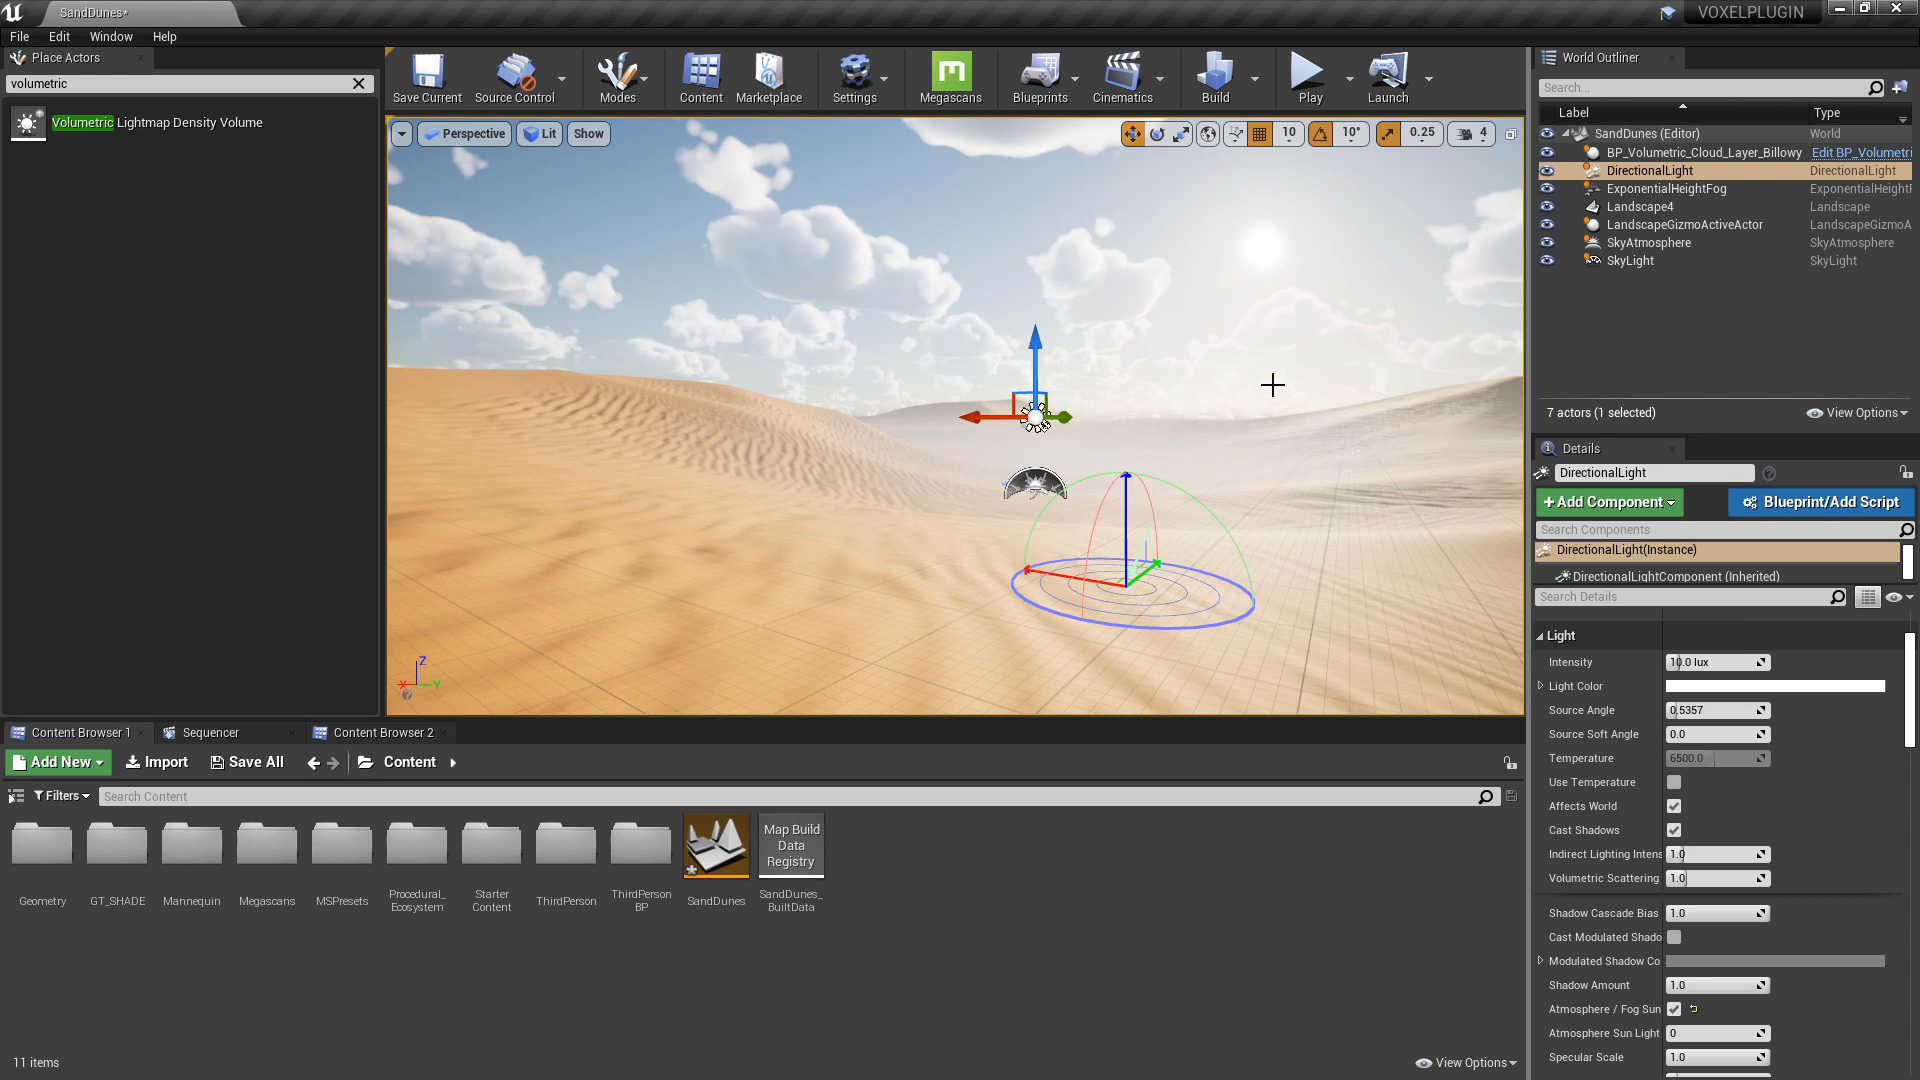 SandDunes*
VOXELPLUGIN
File Edit Window Help
Place Actors
volumetric
Volumetric Lightmap Density Volume
Save Current
Source Control
Modes
Content
Marketplace
Settings
Megascans
Blueprints
Cinematics
Build
Play
Launch
Perspective
Lit
Show
10
10°
0.25
4
Z
X
Y
World Outliner
Search...
Label Type
SandDunes (Editor) World
BP_Volumetric_Cloud_Layer_Billowy Edit BP_Volumetri
DirectionalLight DirectionalLight
ExponentialHeightFog ExponentialHeightF
Landscape4 Landscape
LandscapeGizmoActiveActor LandscapeGizmoA
SkyAtmosphere SkyAtmosphere
SkyLight SkyLight
7 actors (1 selected)
View Options
Details
DirectionalLight
+Add Component
Blueprint/Add Script
Search Components
DirectionalLight(Instance)
DirectionalLightComponent (Inherited)
Search Details
Light
Intensity 10.0 lux
Light Color
Source Angle 0.5357
Source Soft Angle 0.0
Temperature 6500.0
Use Temperature
Affects World
Cast Shadows
Indirect Lighting Intens 1.0
Volumetric Scattering 1.0
Shadow Cascade Bias 1.0
Cast Modulated Shado
Modulated Shadow Co
Shadow Amount 1.0
Atmosphere / Fog Sun
Atmosphere Sun Light 0
Specular Scale 1.0
Content Browser 1
Sequencer
Content Browser 2
Add New
Import
Save All
Content
Filters
Search Content
Geometry
GT_SHADE
Mannequin
Megascans
MSPresets
Procedural_
Ecosystem
Starter
Content
ThirdPerson
ThirdPerson
BP
SandDunes
Map Build
Data
Registry
SandDunes_
BuiltData
11 items
View Options